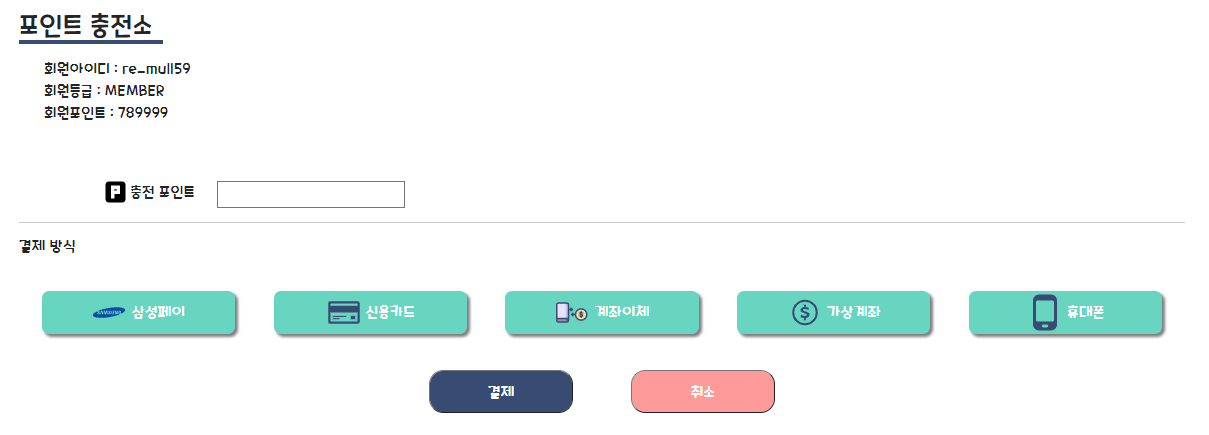 포인트 충전소
회원아이디 : re_mull59
회원등급 : MEMBER
회원포인트 : 789999
P 충전 포인트
결제 방식
SAMSUNG 삼성페이 신용카드 계좌이체 가상계좌 휴대폰
결제 취소